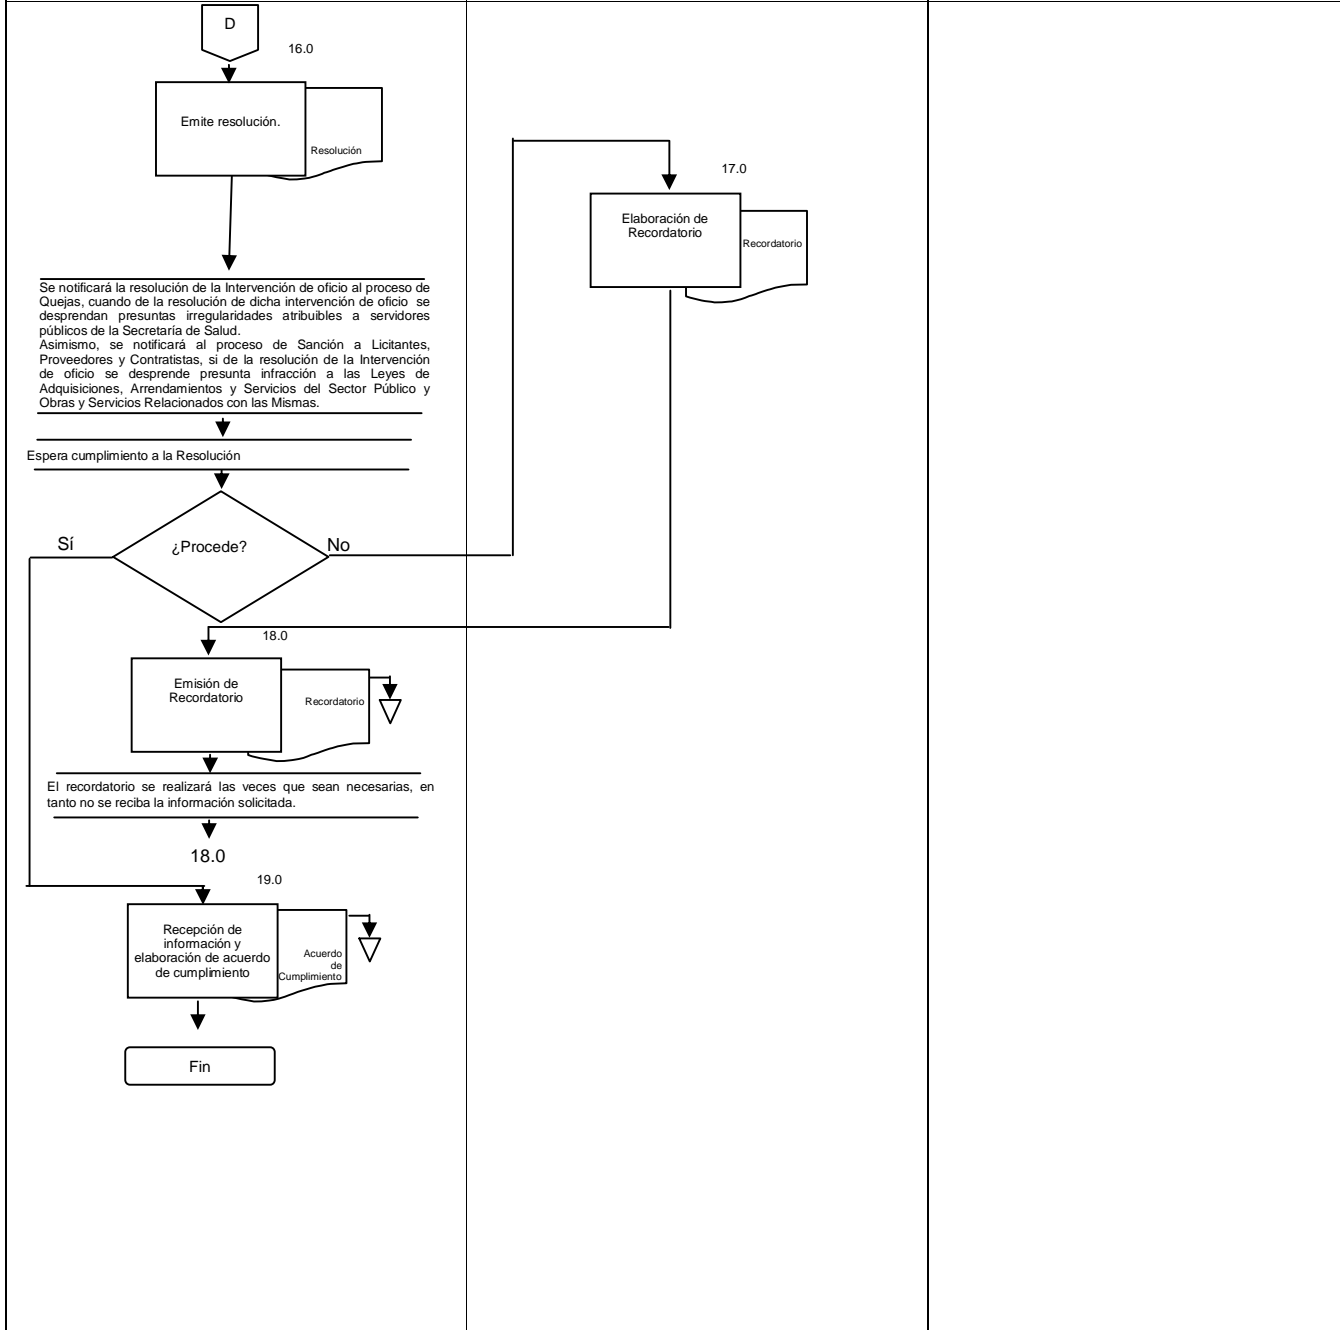 D
16.0
Emite resolución.
Resolución
17.0
Elaboración de
Recordatorio
Recordatorio
Se notificará la resolución de la Intervención de oficio al proceso de
Quejas, cuando de la resolución de dicha intervención de oficio se
desprendan presuntas irregularidades atribuibles a servidores
públicos de la Secretaría de Salud.
Asimismo, se notificará al proceso de Sanción a Licitantes,
Proveedores y Contratistas, si de la resolución de la Intervención
de oficio se desprende presunta infracción a las Leyes de
Adquisiciones, Arrendamientos y Servicios del Sector Público y
Obras y Servicios Relacionados con las Mismas.
Espera cumplimiento a la Resolución
Sí
¿Procede?
No
18.0
Emisión de
Recordatorio
Recordatorio
El recordatorio se realizará las veces que sean necesarias, en
tanto no se reciba la información solicitada.
18.0
19.0
Recepción de
información y
elaboración de acuerdo
de cumplimiento
Acuerdo
de
Cumplimiento
Fin